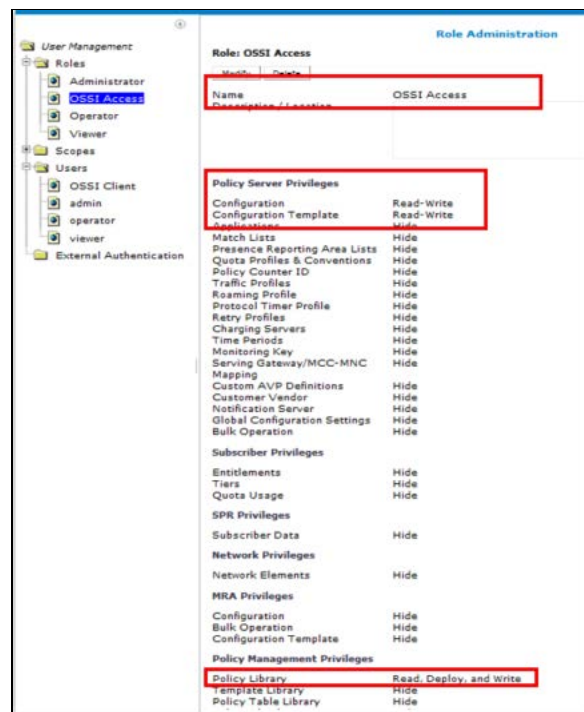 Role Administration
User Management
Roles
Administrator
OSSI Access
Operator
Viewer
Scopes
Users
OSSI Client
admin
operator
viewer
External Authentication
Role: OSSI Access
Modify Delete
Name OSSI Access
Description / Location
Policy Server Privileges
Configuration Read-Write
Configuration Template Read-Write
Applications Hide
Match Lists Hide
Presence Reporting Area Lists Hide
Quota Profiles & Conventions Hide
Policy Counter ID Hide
Traffic Profiles Hide
Roaming Profile Hide
Protocol Timer Profile Hide
Retry Profiles Hide
Charging Servers Hide
Time Periods Hide
Monitoring Key Hide
Serving Gateway/MCC-MNC Hide
Mapping
Custom AVP Definitions Hide
Customer Vendor Hide
Notification Server Hide
Global Configuration Settings Hide
Bulk Operation Hide
Subscriber Privileges
Entitlements Hide
Tiers Hide
Quota Usage Hide
SPR Privileges
Subscriber Data Hide
Network Privileges
Network Elements Hide
MRA Privileges
Configuration Hide
Bulk Operation Hide
Configuration Template Hide
Policy Management Privileges
Policy Library Read, Deploy, and Write
Template Library Hide
Policy Table Library Hide